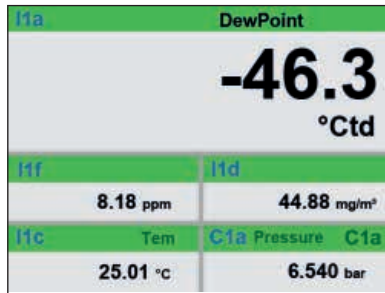 I1a DewPoint
-46.3
°Ctd
I1f I1d
8.18 ppm 44.88 mg/m³
I1c Tem C1a Pressure C1a
25.01 °C 6.540 bar